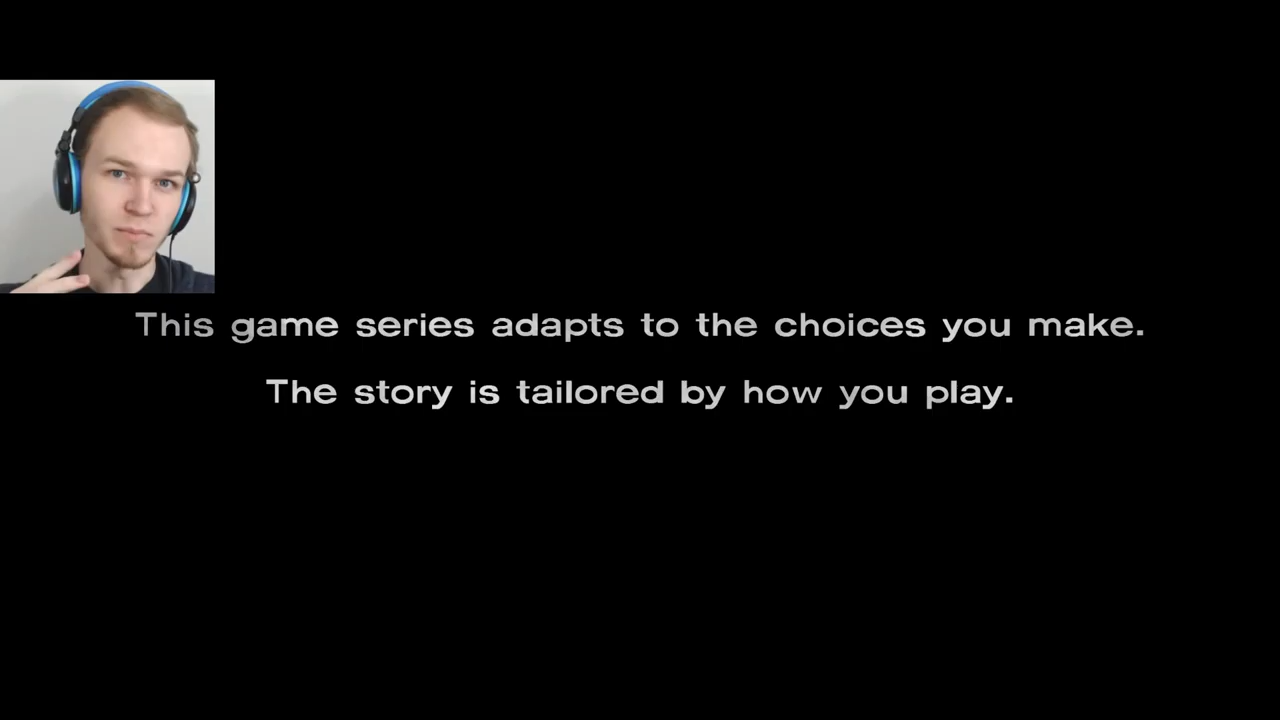 This game series adapts to the choices you make.
The story is tailored by how you play.